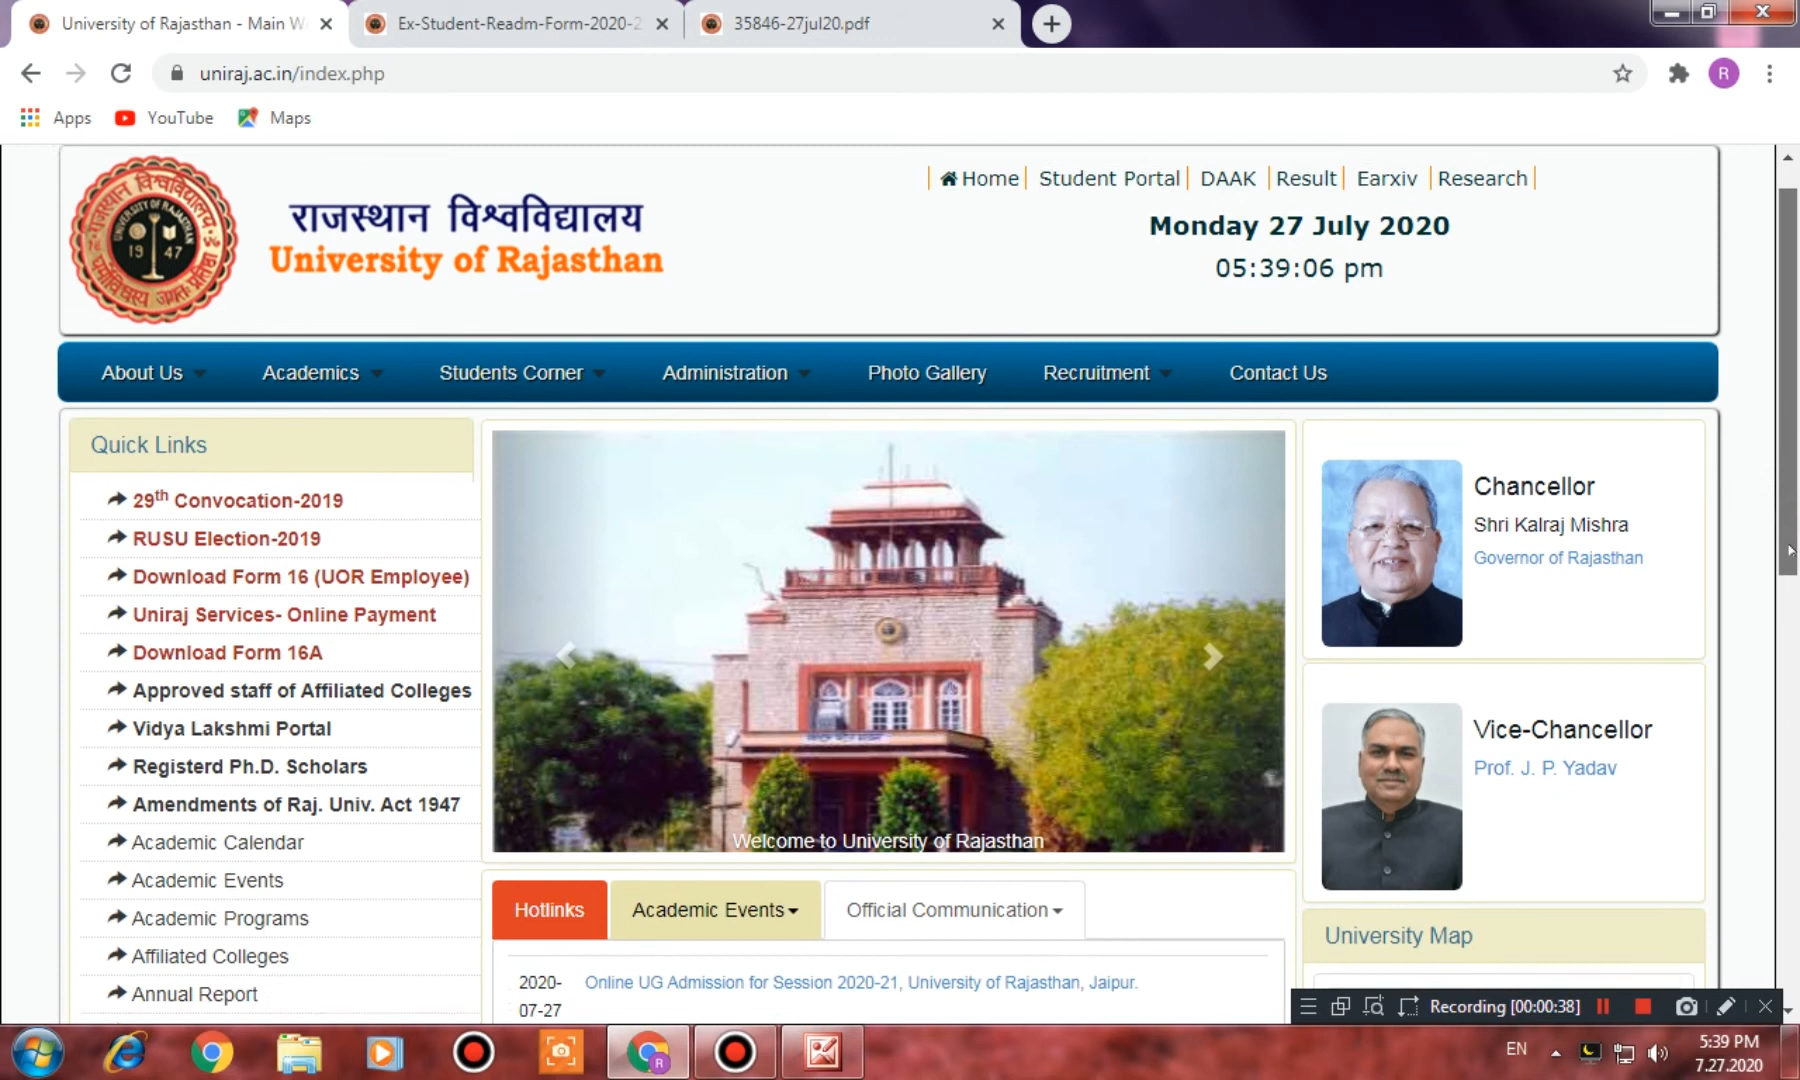 University of Rajasthan - Main W
Ex-Student-Readm-Form-2020-2
35846-27jul20.pdf
uniraj.ac.in/index.php
R
Apps
YouTube
Maps
Home
Student Portal
DAAK
Result
Earxiv
Research
राजस्थान विश्वविद्यालय
University of Rajasthan
UNIVERSITY OF RAJASTHAN
19 47
Monday 27 July 2020
05:39:06 pm
About Us
Academics
Students Corner
Administration
Photo Gallery
Recruitment
Contact Us
Quick Links
29th Convocation-2019
RUSU Election-2019
Download Form 16 (UOR Employee)
Uniraj Services- Online Payment
Download Form 16A
Approved staff of Affiliated Colleges
Vidya Lakshmi Portal
Registerd Ph.D. Scholars
Amendments of Raj. Univ. Act 1947
Academic Calendar
Academic Events
Academic Programs
Affiliated Colleges
Annual Report
Welcome to University of Rajasthan
Chancellor
Shri Kalraj Mishra
Governor of Rajasthan
Vice-Chancellor
Prof. J. P. Yadav
University Map
Hotlinks
Academic Events
Official Communication
2020-
07-27
Online UG Admission for Session 2020-21, University of Rajasthan, Jaipur.
Recording [00:00:38]
R
EN
5:39 PM
7.27.2020